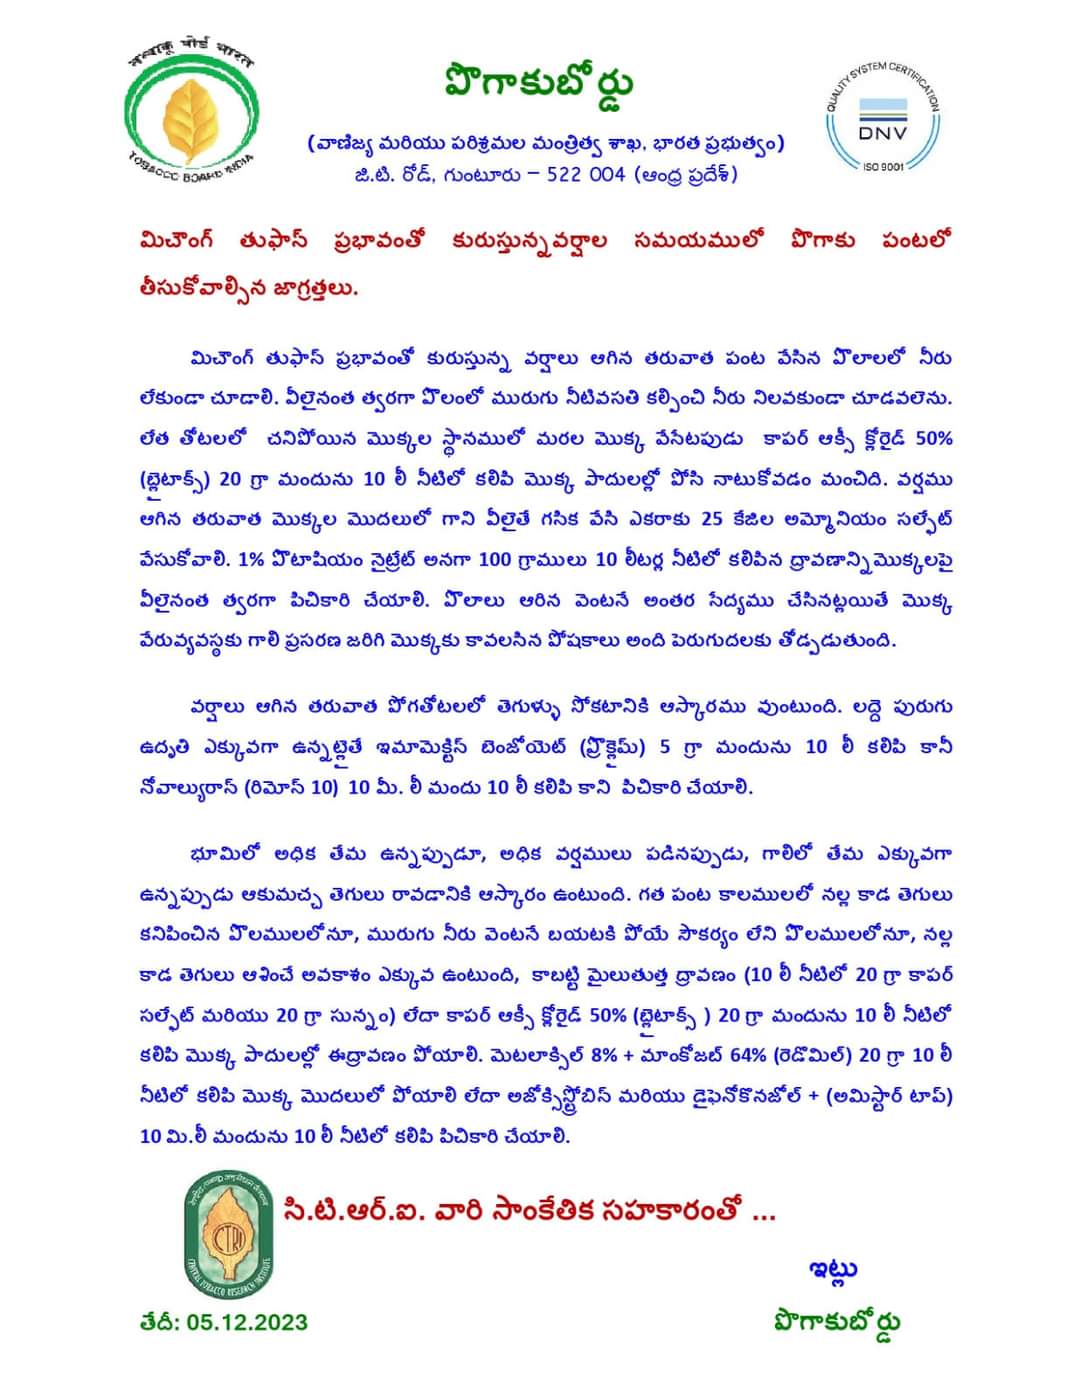 तम्बाकू बोर्ड भारत
TOBACCO BOARD INDIA
పొగాకుబోర్డు
(వాణిజ్య మరియు పరిశ్రమల మంత్రిత్వ శాఖ, భారత ప్రభుత్వం)
జి.టి. రోడ్, గుంటూరు – 522 004 (ఆంధ్ర ప్రదేశ్)
QUALITY SYSTEM CERTIFICATION
DNV
ISO 9001
మిచౌంగ్ తుఫాస్ ప్రభావంతో కురుస్తున్నవర్షాల సమయములో పొగాకు పంటలో
తీసుకోవాల్సిన జాగ్రత్తలు.
మిచౌంగ్ తుఫాస్ ప్రభావంతో కురుస్తున్న వర్షాలు ఆగిన తరువాత పంట వేసిన పొలాలలో నీరు
లేకుండా చూడాలి. వీలైనంత త్వరగా పొలంలో మురుగు నీటివసతి కల్పించి నీరు నిలవకుండా చూడవలెను.
లేత తోటలలో చనిపోయిన మొక్కల స్థానములో మరల మొక్క వేసేటపుడు కాపర్ ఆక్సీ క్లోరైడ్ 50%
(బ్లైటాక్స్) 20 గ్రా మందును 10 లీ నీటిలో కలిపి మొక్క పాదులల్లో పోసి నాటుకోవడం మంచిది. వర్షము
ఆగిన తరువాత మొక్కల మొదలులో గాని వీలైతే గసిక వేసి ఎకరాకు 25 కేజిల అమ్మోనియం సల్ఫేట్
వేసుకోవాలి. 1% పొటాషియం నైట్రేట్ అనగా 100 గ్రాములు 10 లీటర్ల నీటిలో కలిపిన ద్రావణాన్నిమొక్కలపై
వీలైనంత త్వరగా పిచికారి చేయాలి. పొలాలు ఆరిన వెంటనే అంతర సేద్యము చేసినట్లయితే మొక్క
వేరువ్యవస్థకు గాలి ప్రసరణ జరిగి మొక్కకు కావలసిన పోషకాలు అంది పెరుగుదలకు తోడ్పడుతుంది.
వర్షాలు ఆగిన తరువాత పోగతోటలలో తెగుళ్ళు సోకటానికి ఆస్కారము వుంటుంది. లద్దె పురుగు
ఉదృతి ఎక్కువగా ఉన్నట్లైతే ఇమామెక్టిస్ బెంజోయెట్ (ప్రొక్లైమ్) 5 గ్రా మందును 10 లీ కలిపి కానీ
నోవాల్యురాస్ (రిమోస్ 10) 10 మీ. లీ మందు 10 లీ కలిపి కాని పిచికారి చేయాలి.
భూమిలో అధిక తేమ ఉన్నప్పుడూ, అధిక వర్షములు పడినప్పుడు, గాలిలో తేమ ఎక్కువగా
ఉన్నప్పుడు ఆకుమచ్చ తెగులు రావడానికి ఆస్కారం ఉంటుంది. గత పంట కాలములలో నల్ల కాడ తెగులు
కనిపించిన పొలములలోనూ, మురుగు నీరు వెంటనే బయటకి పోయే సౌకర్యం లేని పొలములలోనూ, నల్ల
కాడ తెగులు ఆశించే అవకాశం ఎక్కువ ఉంటుంది, కాబట్టి మైలుతుత్త ద్రావణం (10 లీ నీటిలో 20 గ్రా కాపర్
సల్ఫేట్ మరియు 20 గ్రా సున్నం) లేదా కాపర్ ఆక్సీ క్లోరైడ్ 50% (బ్లైటాక్స్ ) 20 గ్రా మందును 10 లీ నీటిలో
కలిపి మొక్క పాదులల్లో ఈద్రావణం పోయాలి. మెటలాక్సిల్ 8% + మాంకోజబ్ 64% (రెడొమిల్) 20 గ్రా 10 లీ
నీటిలో కలిపి మొక్క మొదలులో పోయాలి లేదా అజోక్సిస్ట్రోబిస్ మరియు డైఫెనోకొనజోల్ + (అమిస్టార్ టాప్)
10 మి.లీ మందును 10 లీ నీటిలో కలిపి పిచికారి చేయాలి.
CTRI
CENTRAL TOBACCO RESEARCH INSTITUTE
సి.టి.ఆర్.ఐ. వారి సాంకేతిక సహకారంతో ...
ఇట్లు
తేదీ: 05.12.2023
పొగాకుబోర్డు